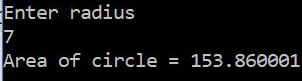 Enter radius
7
Area of circle = 153.860001